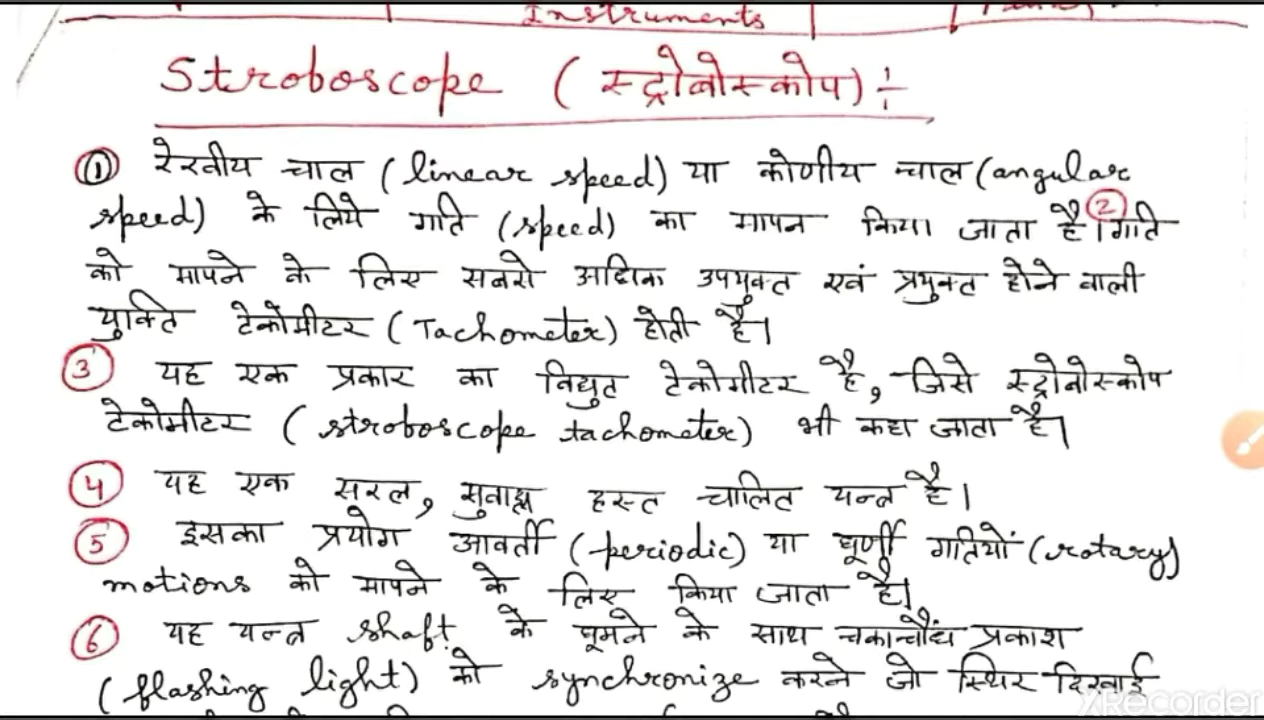 Instruments
Stroboscope (स्ट्रोबोस्कोप) ÷
① रेखीय चाल (linear speed) या कोणीय चाल (angular
speed) के लिये गति (speed) का मापन किया जाता है। ② गति
को मापने के लिए सबसे अधिक उपयुक्त एवं प्रयुक्त होने वाली
युक्ति टेकोमीटर (Tachometer) होती है।
③ यह एक प्रकार का विद्युत टेकोमीटर है, जिसे स्ट्रोबोस्कोप
टेकोमीटर (stroboscope tachometer) भी कहा जाता है।
④ यह एक सरल, सुवाह्य हस्त चालित यन्त्र है।
⑤ इसका प्रयोग आवर्ती (periodic) या घूर्णी गतियों (rotary)
motions को मापने के लिए किया जाता है।
⑥ यह यन्त्र shaft के घूमने के साथ चकाचौंध प्रकाश
(flashing light) को synchronize करने जो स्थिर दिखाई
XRecorder